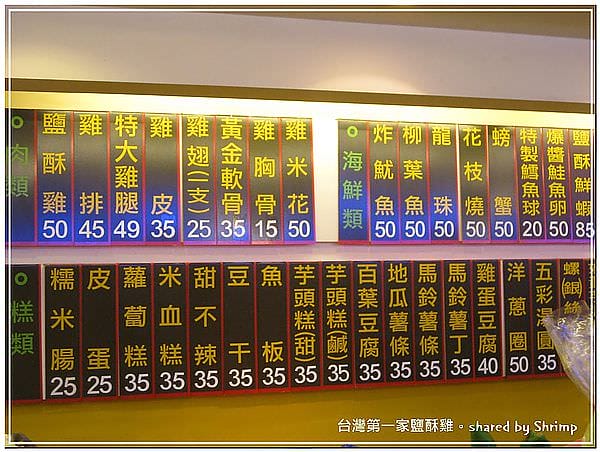 肉類
鹽酥雞 50
雞排 45
特大雞腿 49
雞皮 35
雞翅(二支) 25
黃金軟骨 35
雞胸骨 15
雞米花 50
海鮮類
炸魷魚 50
柳葉魚 50
龍珠 50
花枝燒 50
螃蟹 50
特製鱈魚球 20
爆醬鮭魚卵 50
鹽酥鮮蝦 85
糕類
糯米腸 25
皮蛋 25
蘿蔔糕 35
米血糕 35
甜不辣 35
豆干 35
魚板 35
芋頭糕(甜) 35
芋頭糕(鹹) 35
百葉豆腐 35
地瓜薯條 35
馬鈴薯條 35
馬鈴薯丁 35
雞蛋豆腐 40
洋蔥圈 50
五彩湯圓 35
螺(銀絲
台灣第一家鹽酥雞。shared by Shrimp